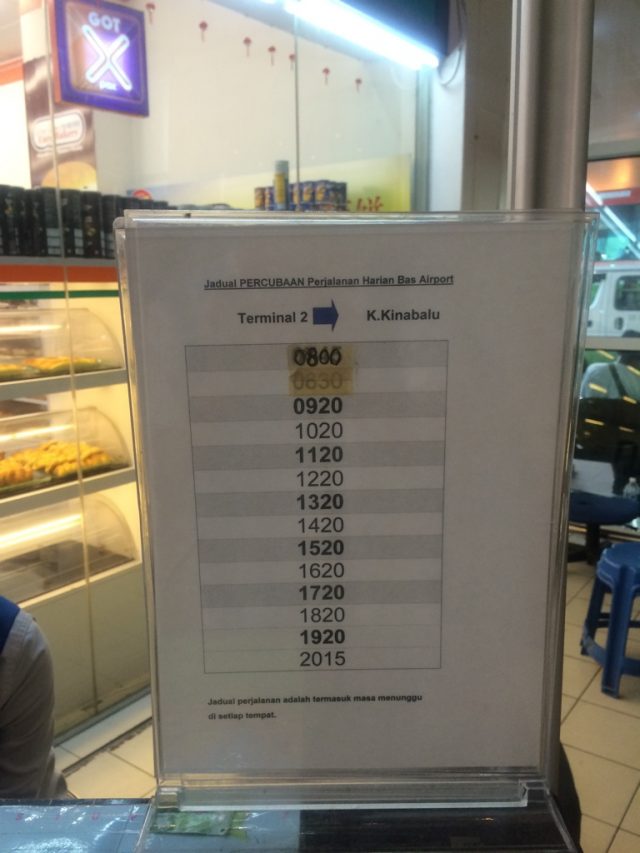 GOT
X
Jadual PERCUBAAN Perjalanan Harian Bas Airport
Terminal 2 K.Kinabalu
0800
0830
0920
1020
1120
1220
1320
1420
1520
1620
1720
1820
1920
2015
Jadual perjalanan adalah termasuk masa menunggu
di setiap tempat.